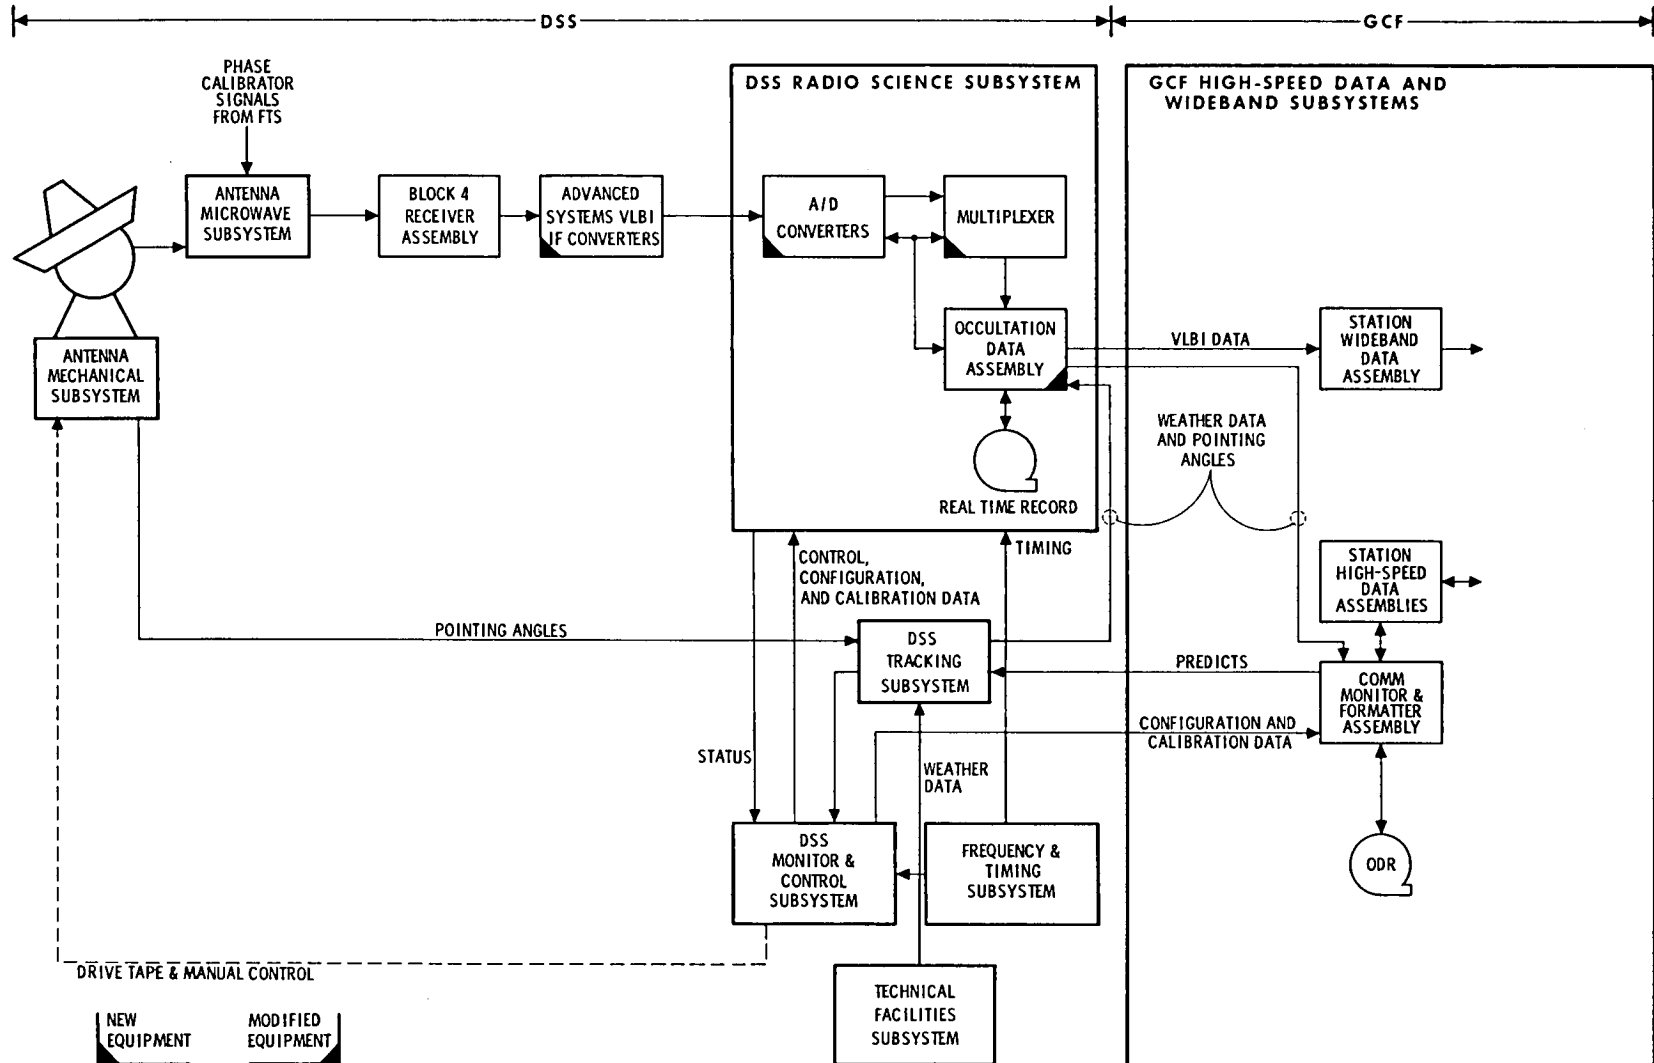 DSS
GCF
PHASE
CALIBRATOR
SIGNALS
FROM FTS
DSS RADIO SCIENCE SUBSYSTEM
GCF HIGH-SPEED DATA AND
WIDEBAND SUBSYSTEMS
ANTENNA
MICROWAVE
SUBSYSTEM
BLOCK 4
RECEIVER
ASSEMBLY
ADVANCED
SYSTEMS VLBI
IF CONVERTERS
A/D
CONVERTERS
MULTIPLEXER
ANTENNA
MECHANICAL
SUBSYSTEM
OCCULTATION
DATA
ASSEMBLY
VLBI DATA
STATION
WIDEBAND
DATA
ASSEMBLY
WEATHER DATA
AND POINTING
ANGLES
REAL TIME RECORD
TIMING
CONTROL,
CONFIGURATION,
AND CALIBRATION DATA
STATION
HIGH-SPEED
DATA
ASSEMBLIES
POINTING ANGLES
DSS
TRACKING
SUBSYSTEM
PREDICTS
COMM
MONITOR &
FORMATTER
ASSEMBLY
CONFIGURATION AND
CALIBRATION DATA
STATUS
WEATHER
DATA
DSS
MONITOR &
CONTROL
SUBSYSTEM
FREQUENCY &
TIMING
SUBSYSTEM
ODR
DRIVE TAPE & MANUAL CONTROL
TECHNICAL
FACILITIES
SUBSYSTEM
NEW
EQUIPMENT
MODIFIED
EQUIPMENT